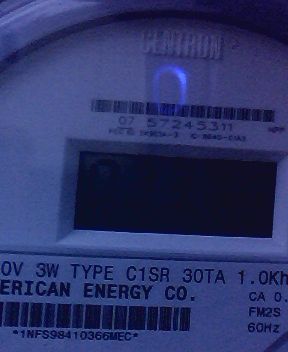 CENTRON
07 57245311
0V 3W TYPE C1SR 30TA 1.0Kh
ERICAN ENERGY CO.
CA 0.
FM2S
60Hz
*1NFS98410366MEC*